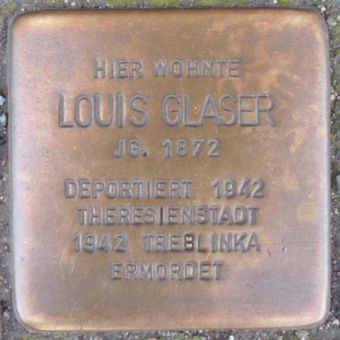 HIER WOHNTE
LOUIS GLASER
JG. 1872
DEPORTIERT 1942
THERESIENSTADT
1942 TREBLINKA
ERMORDET